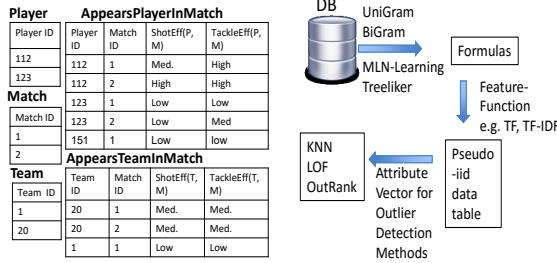 Player
Player ID
112
123
Match
Match ID
1
2
Team
Team ID
1
20
AppearsPlayerInMatch
Player ID Match ID ShotEff(P, M) TackleEff(P, M)
112 1 Med. High
112 2 High High
123 1 Low Low
123 2 Low Med
151 1 Low low
AppearsTeamInMatch
Team ID Match ID ShotEff(T, M) TackleEff(T, M)
20 1 Med. Med.
20 2 Med. Med.
1 1 Low Low
DB
UniGram
BiGram
MLN-Learning
Treeliker
Formulas
Feature-
Function
e.g. TF, TF-IDF
Pseudo
-iid
data
table
Attribute
Vector for
Outlier
Detection
Methods
KNN
LOF
OutRank